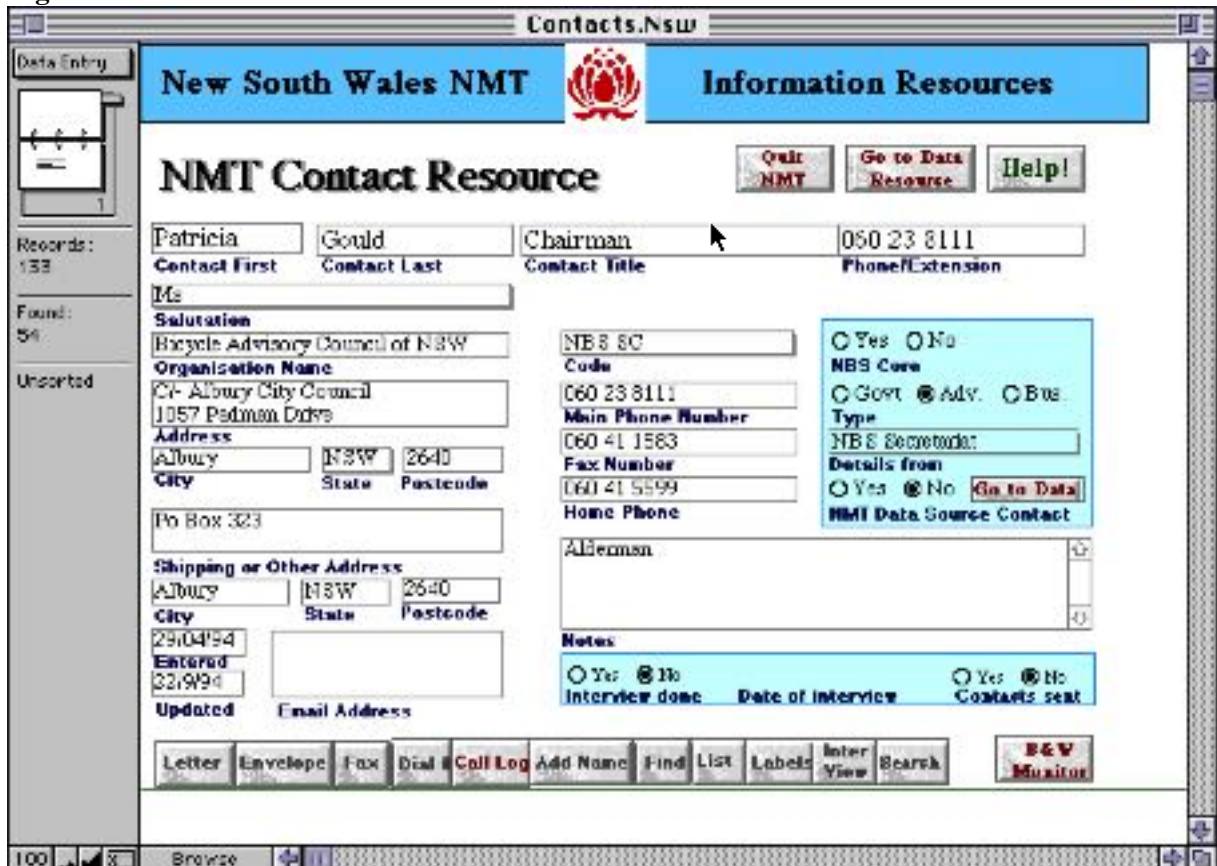 Contacts.Nsw
Data Entry
1
Records:
133
Found:
54
Unsorted
New South Wales NMT Information Resources
NMT Contact Resource
Quit NMT
Go to Data Resource
Help!
Patricia Gould Chairman 060 23 8111
Contact First Contact Last Contact Title Phone/Extension
Ms
Salutation
Bicycle Advisory Council of NSW
Organisation Name
C/- Albury City Council
1057 Padman Drive
Address
Albury NSW 2640
City State Postcode
Po Box 323
Shipping or Other Address
Albury NSW 2640
City State Postcode
29/04/94
Entered
22/9/94
Updated Email Address
NBS SC
Code
060 23 8111
Main Phone Number
060 41 1583
Fax Number
060 41 5599
Home Phone
Yes No
NBS Core
Govt Adv. Bus.
Type
NBS Secretariat
Details from
Yes No Go to Data
NMT Data Source Contact
Alderman
Notes
Yes No Yes No
Interview done Date of interview Contacts sent
Letter Envelope Fax Dial Call Log Add Name Find List Labels Inter View Search
B&W Monitor
100 Browse